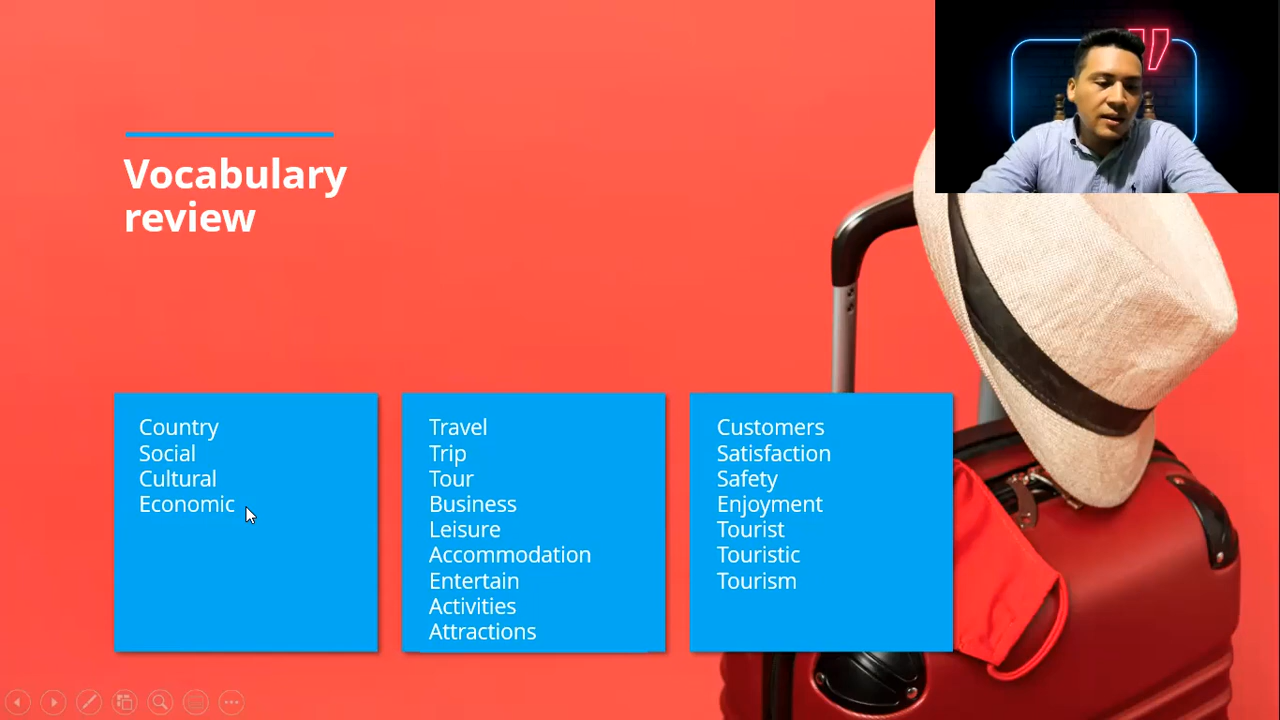 Vocabulary
review
Country
Social
Cultural
Economic
Travel
Trip
Tour
Business
Leisure
Accommodation
Entertain
Activities
Attractions
Customers
Satisfaction
Safety
Enjoyment
Tourist
Touristic
Tourism